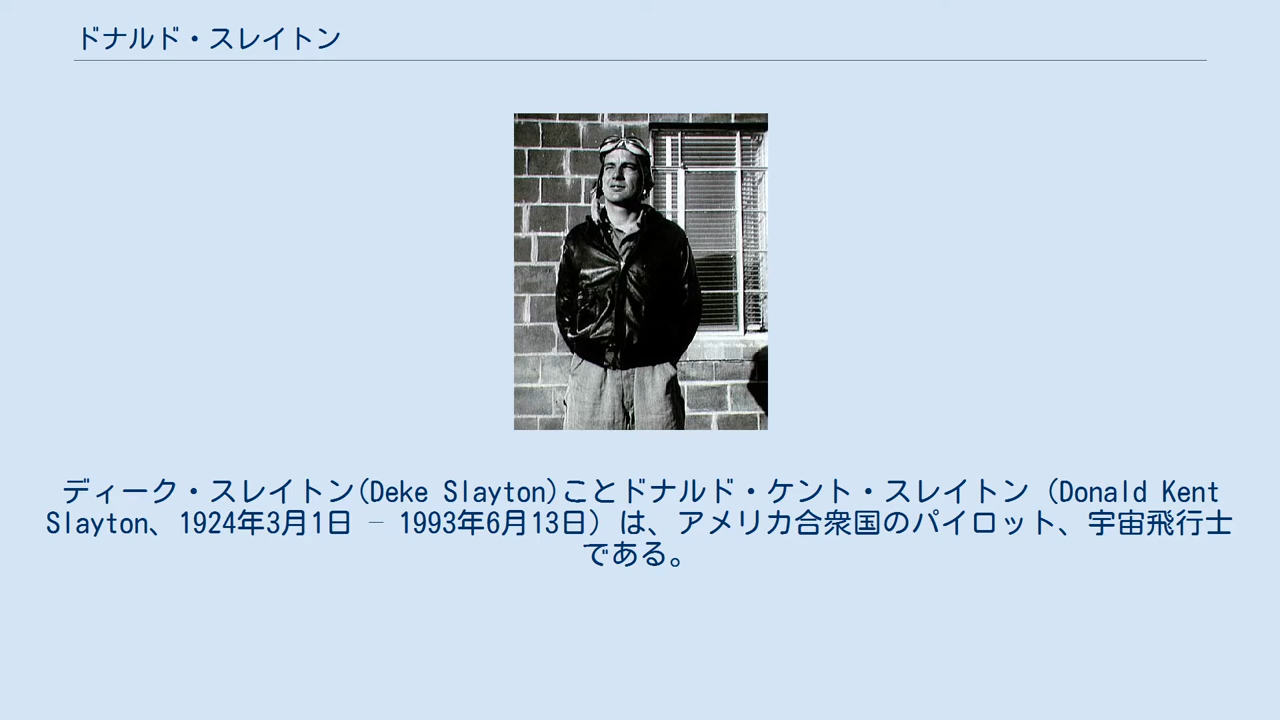 ドナルド・スレイトン
ディーク・スレイトン(Deke Slayton)ことドナルド・ケント・スレイトン（Donald Kent
Slayton、1924年3月1日 – 1993年6月13日）は、アメリカ合衆国のパイロット、宇宙飛行士
である。